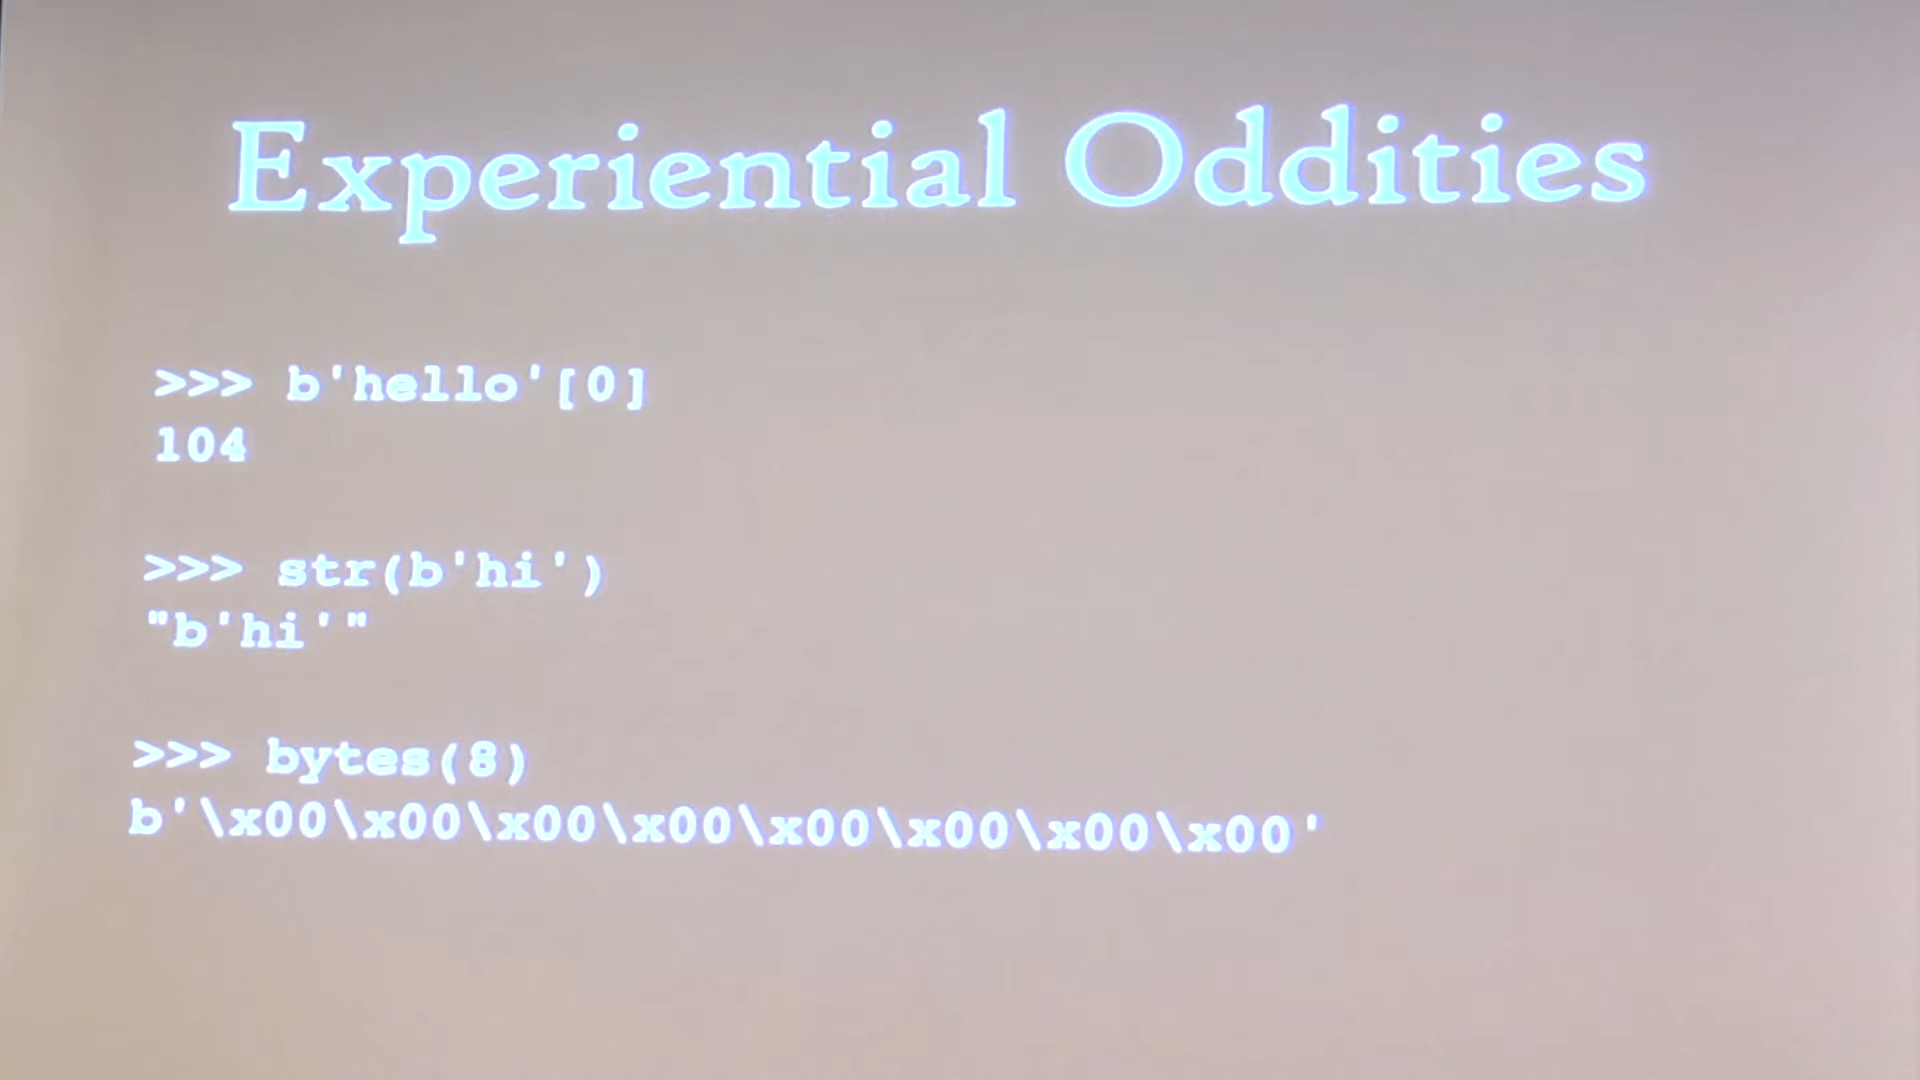 Experiential Oddities
>>> b'hello'[0]
104
>>> str(b'hi')
"b'hi'"
>>> bytes(8)
b'\x00\x00\x00\x00\x00\x00\x00\x00'